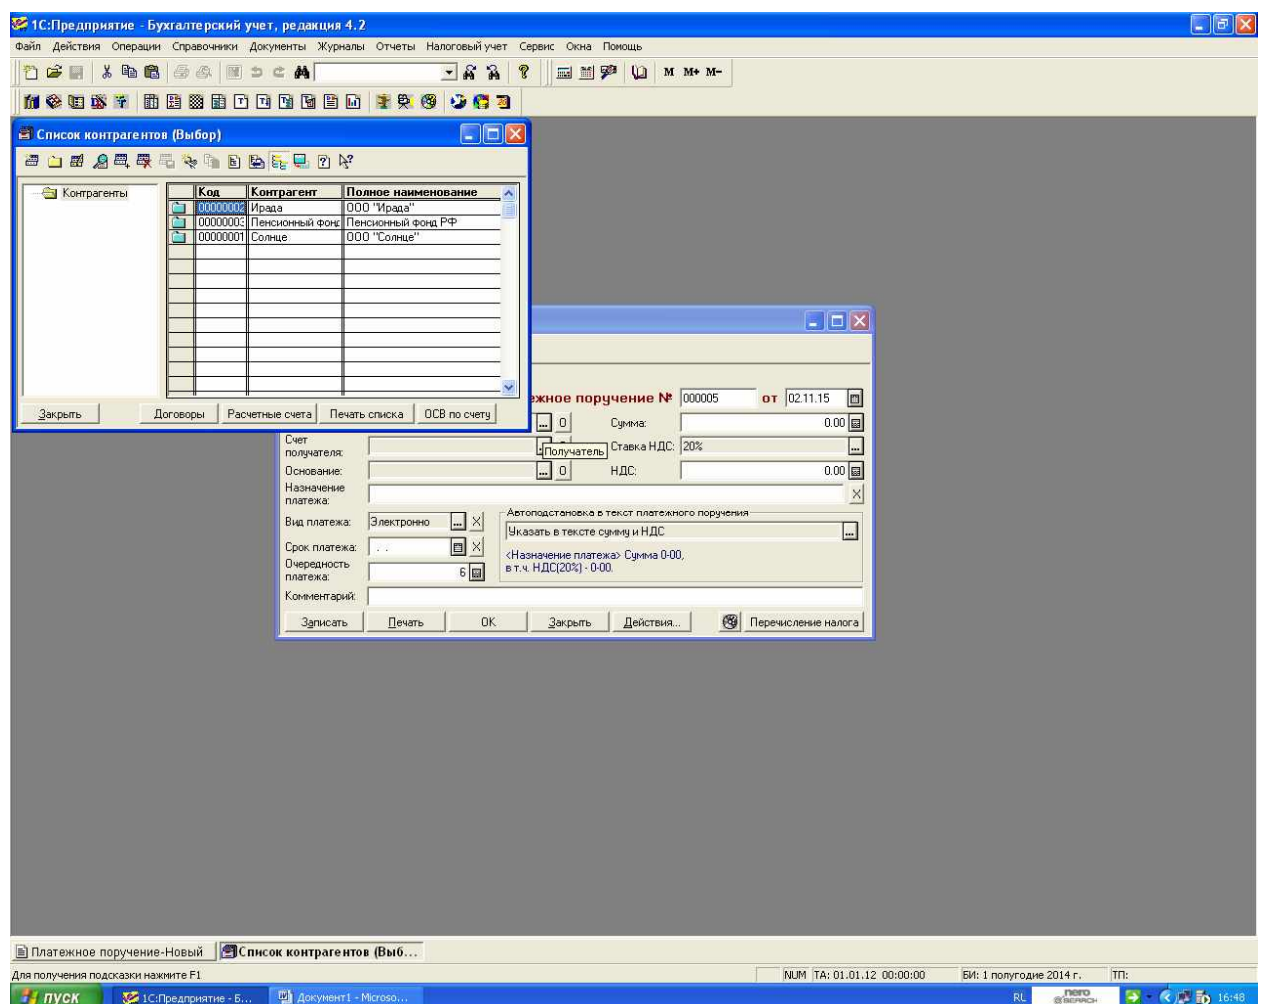 1С:Предприятие - Бухгалтерский учет, редакция 4.2
Файл Действия Операции Справочники Документы Журналы Отчеты Налоговый учет Сервис Окна Помощь
M M+ M-
Список контрагентов (Выбор)
Контрагенты
Код Контрагент Полное наименование
00000002 Ирада ООО "Ирада"
00000003 Пенсионный фонд Пенсионный фонд РФ
00000001 Солнце ООО "Солнце"
Закрыть Договоры Расчетные счета Печать списка ОСВ по счету
ежное поручение № 000005 от 02.11.15
... 0 Сумма: 0.00
Счет получателя: ... Ставка НДС: 20% ...
Получатель
Основание: ... 0 НДС: 0.00
Назначение платежа: X
Вид платежа: Электронно ... X
Автоподстановка в текст платежного поручения
Указать в тексте сумму и НДС ...
Срок платежа: . . X
<Назначение платежа> Сумма 0-00,
в т.ч. НДС(20%) - 0-00.
Очередность платежа: 6
Комментарий:
Записать Печать OK Закрыть Действия... Перечисление налога
Платежное поручение-Новый Список контрагентов (Выб...
Для получения подсказки нажмите F1 NUM ТА: 01.01.12 00:00:00 БИ: 1 полугодие 2014 г. ТП:
пуск 1С:Предприятие - Б... Документ1 - Microso... RL nero SEARCH 16:48